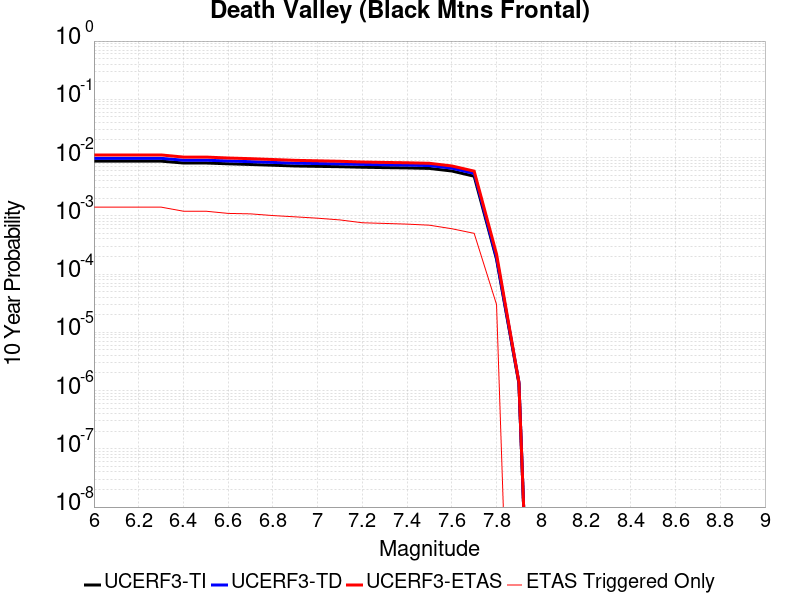 Death Valley (Black Mtns Frontal)
10 0
10 -1
10 -2
10 -3
10 -4
10 -5
10 -6
10 -7
10 -8
10 Year Probability
6 6.2 6.4 6.6 6.8 7 7.2 7.4 7.6 7.8 8 8.2 8.4 8.6 8.8 9
Magnitude
UCERF3-TI UCERF3-TD UCERF3-ETAS ETAS Triggered Only